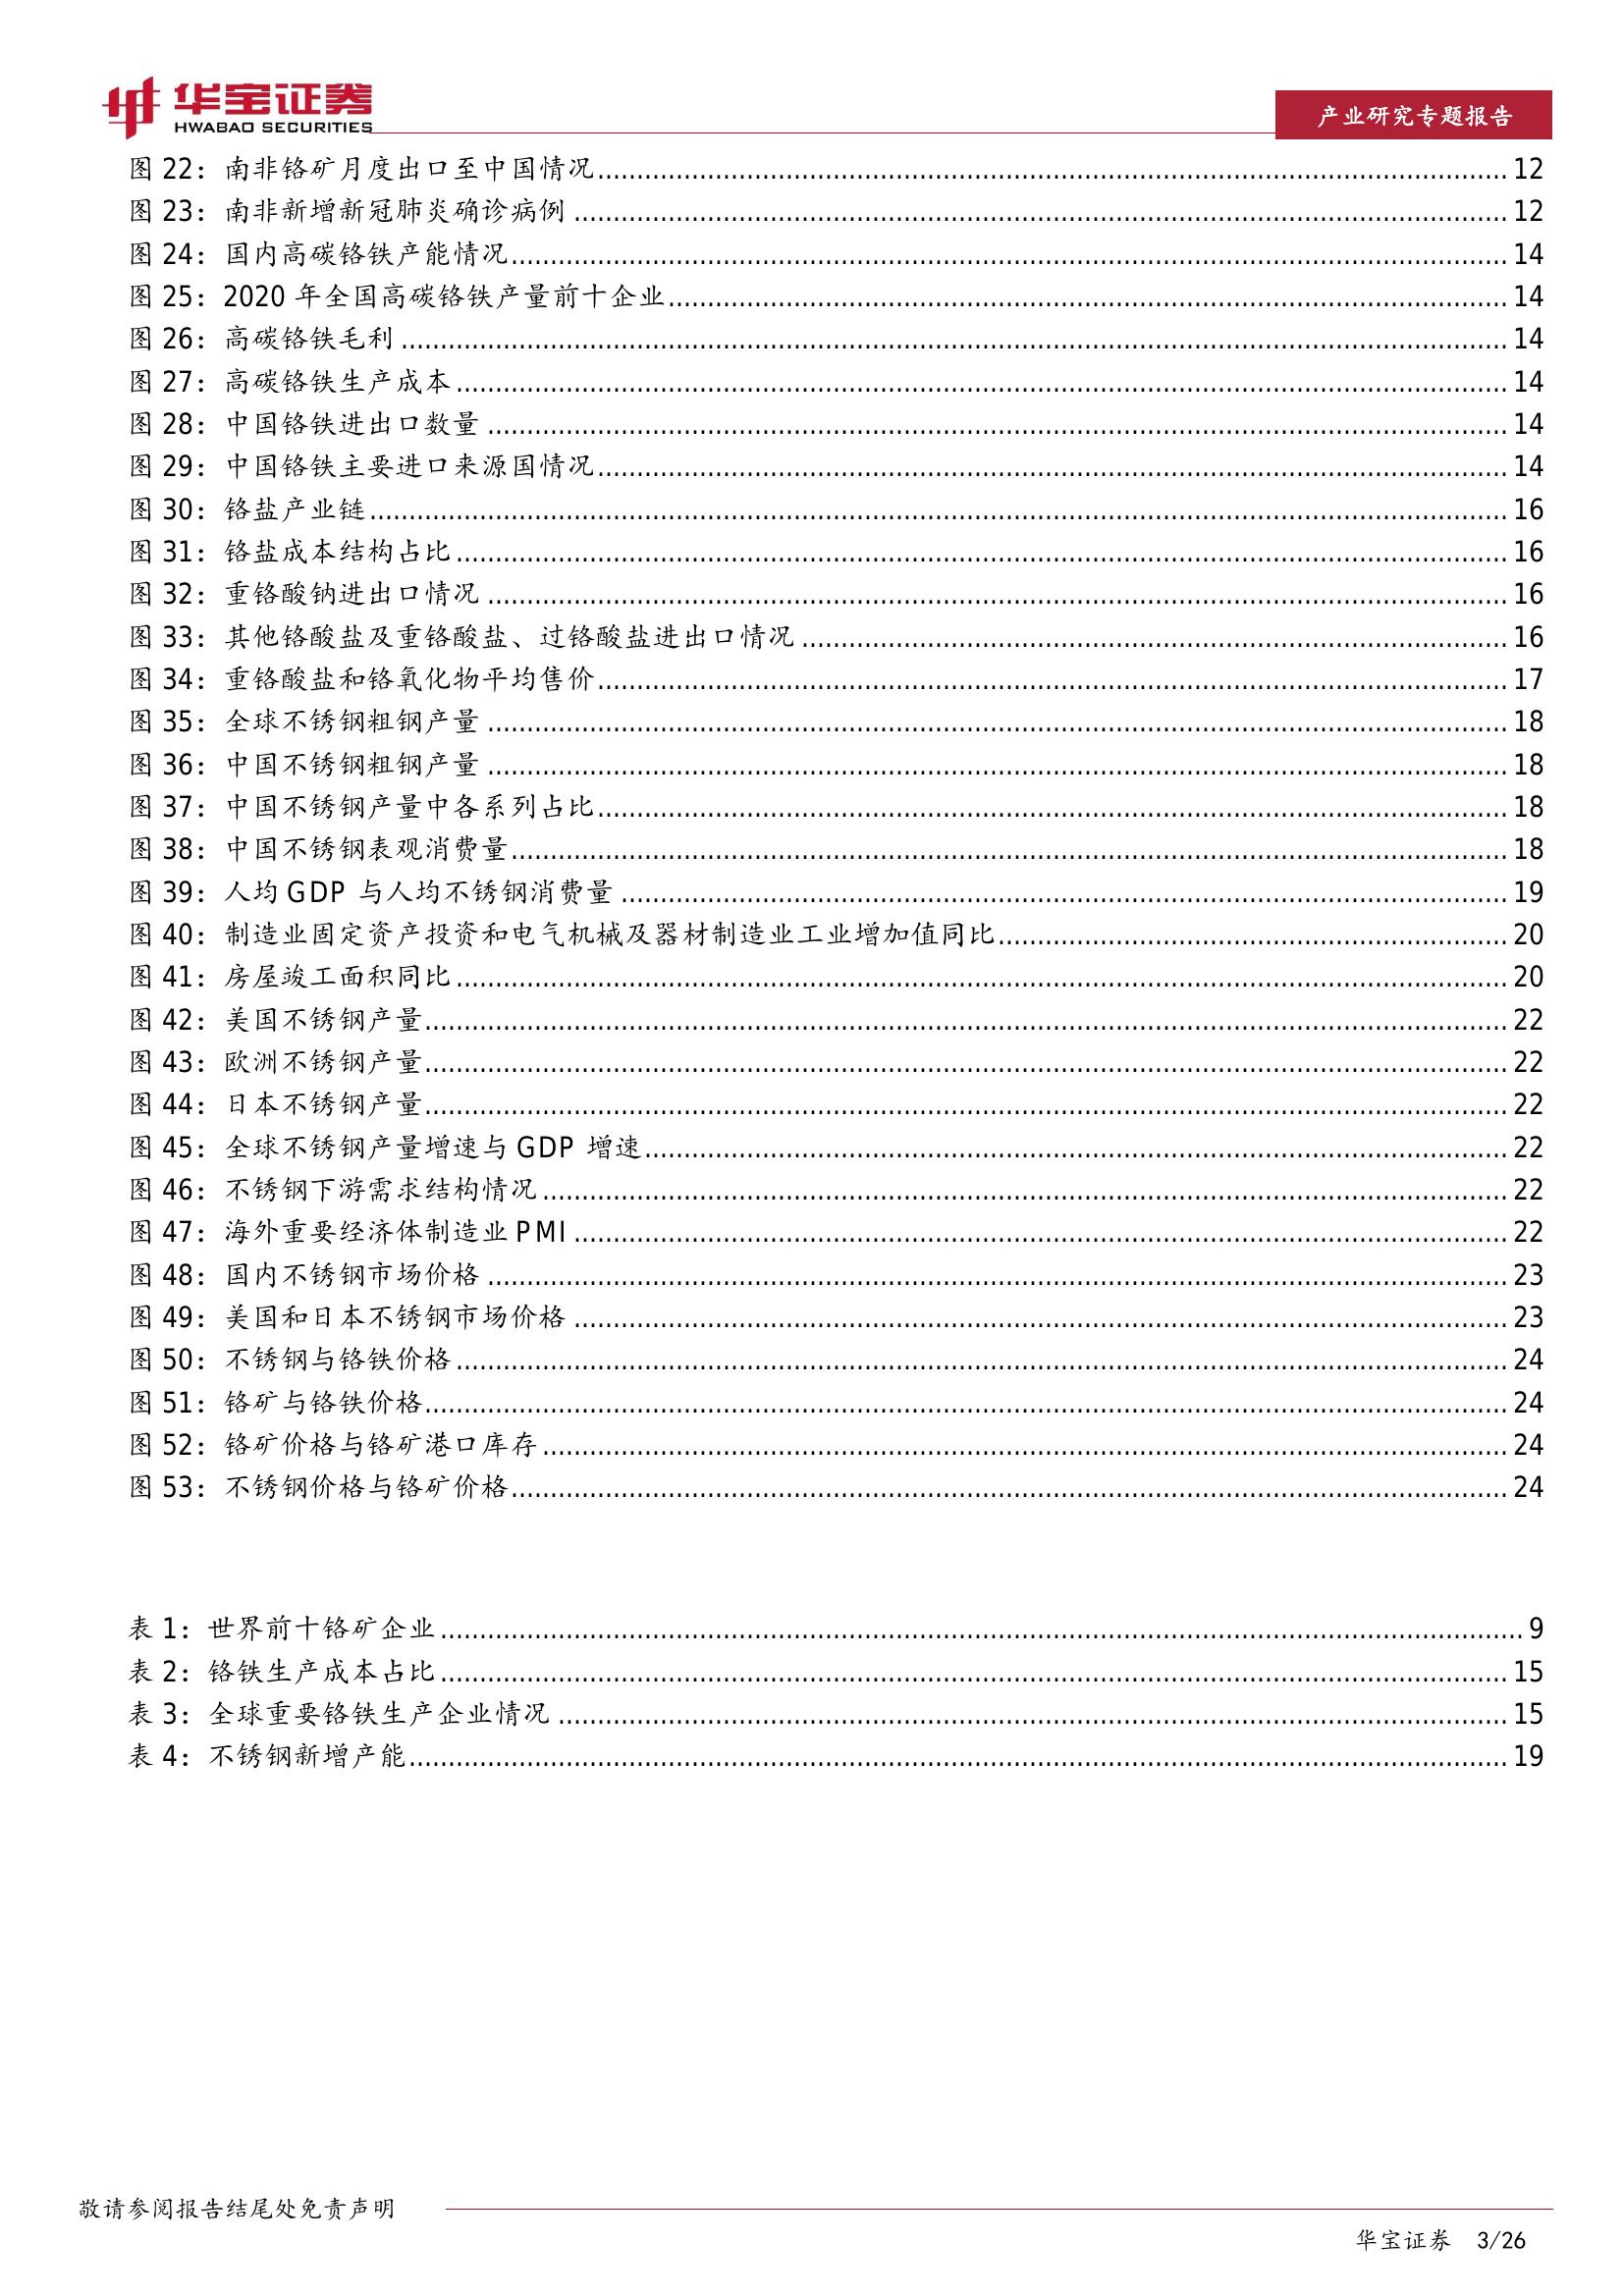 华宝证券
HWABAO SECURITIES
产业研究专题报告
图 22：南非铬矿月度出口至中国情况 12
图 23：南非新增新冠肺炎确诊病例 12
图 24：国内高碳铬铁产能情况 14
图 25：2020 年全国高碳铬铁产量前十企业 14
图 26：高碳铬铁毛利 14
图 27：高碳铬铁生产成本 14
图 28：中国铬铁进出口数量 14
图 29：中国铬铁主要进口来源国情况 14
图 30：铬盐产业链 16
图 31：铬盐成本结构占比 16
图 32：重铬酸钠进出口情况 16
图 33：其他铬酸盐及重铬酸盐、过铬酸盐进出口情况 16
图 34：重铬酸盐和铬氧化物平均售价 17
图 35：全球不锈钢粗钢产量 18
图 36：中国不锈钢粗钢产量 18
图 37：中国不锈钢产量中各系列占比 18
图 38：中国不锈钢表观消费量 18
图 39：人均 GDP 与人均不锈钢消费量 19
图 40：制造业固定资产投资和电气机械及器材制造业工业增加值同比 20
图 41：房屋竣工面积同比 20
图 42：美国不锈钢产量 22
图 43：欧洲不锈钢产量 22
图 44：日本不锈钢产量 22
图 45：全球不锈钢产量增速与 GDP 增速 22
图 46：不锈钢下游需求结构情况 22
图 47：海外重要经济体制造业 PMI 22
图 48：国内不锈钢市场价格 23
图 49：美国和日本不锈钢市场价格 23
图 50：不锈钢与铬铁价格 24
图 51：铬矿与铬铁价格 24
图 52：铬矿价格与铬矿港口库存 24
图 53：不锈钢价格与铬矿价格 24
表 1：世界前十铬矿企业 9
表 2：铬铁生产成本占比 15
表 3：全球重要铬铁生产企业情况 15
表 4：不锈钢新增产能 19
敬请参阅报告结尾处免责声明
华宝证券 3/26